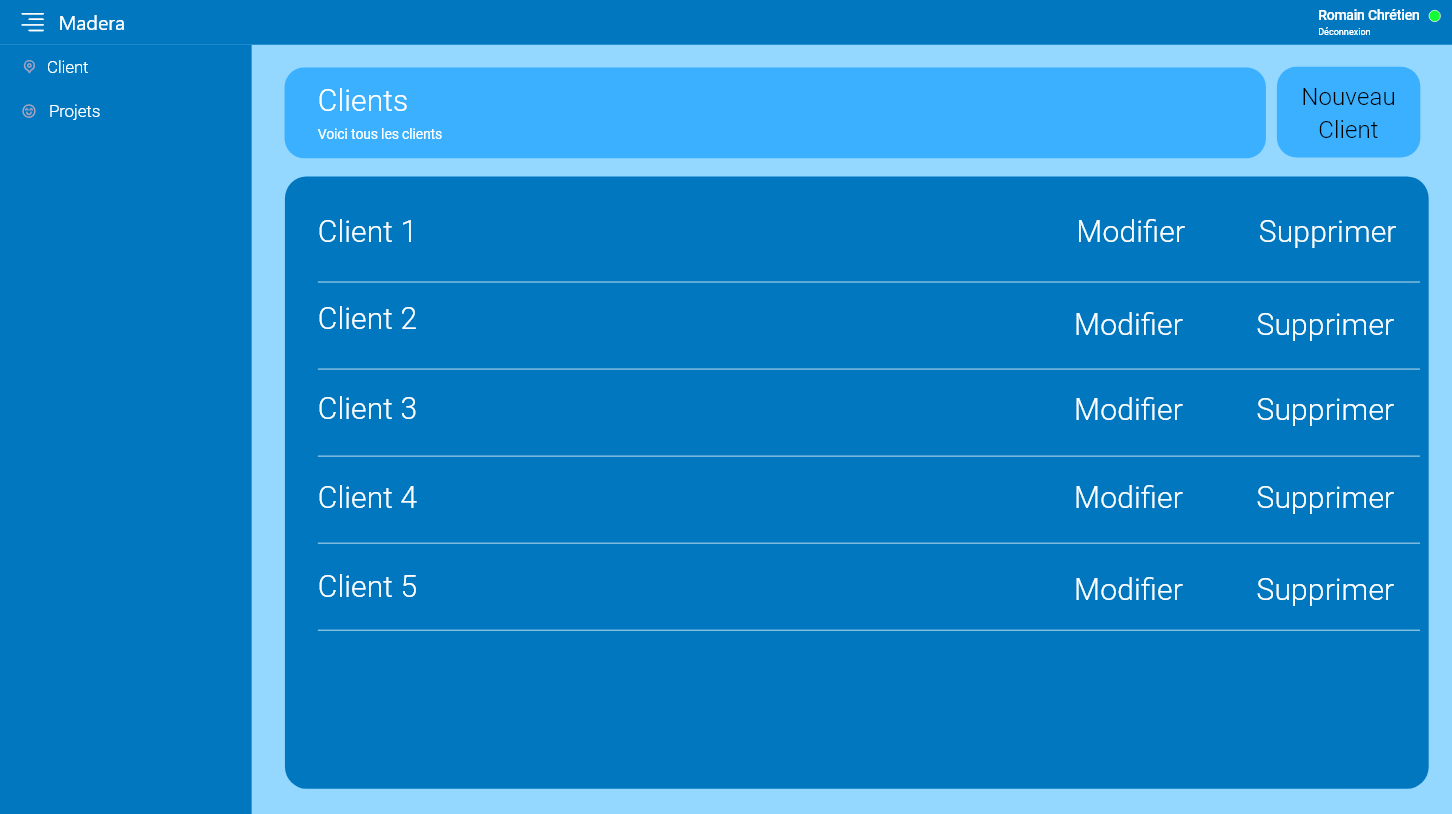 Madera
Romain Chrétien
Déconnexion
Client
Projets
Clients
Voici tous les clients
Nouveau
Client
Client 1 Modifier Supprimer
Client 2 Modifier Supprimer
Client 3 Modifier Supprimer
Client 4 Modifier Supprimer
Client 5 Modifier Supprimer